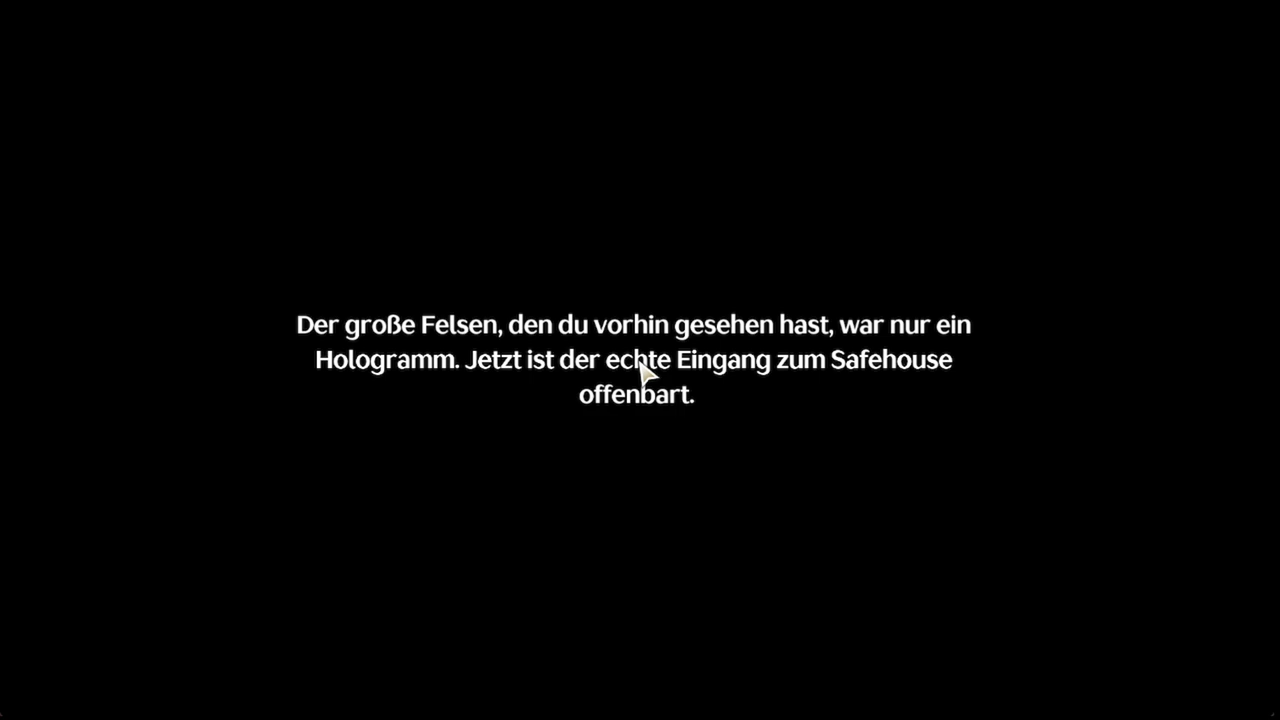 Der große Felsen, den du vorhin gesehen hast, war nur ein
Hologramm. Jetzt ist der echte Eingang zum Safehouse
offenbart.